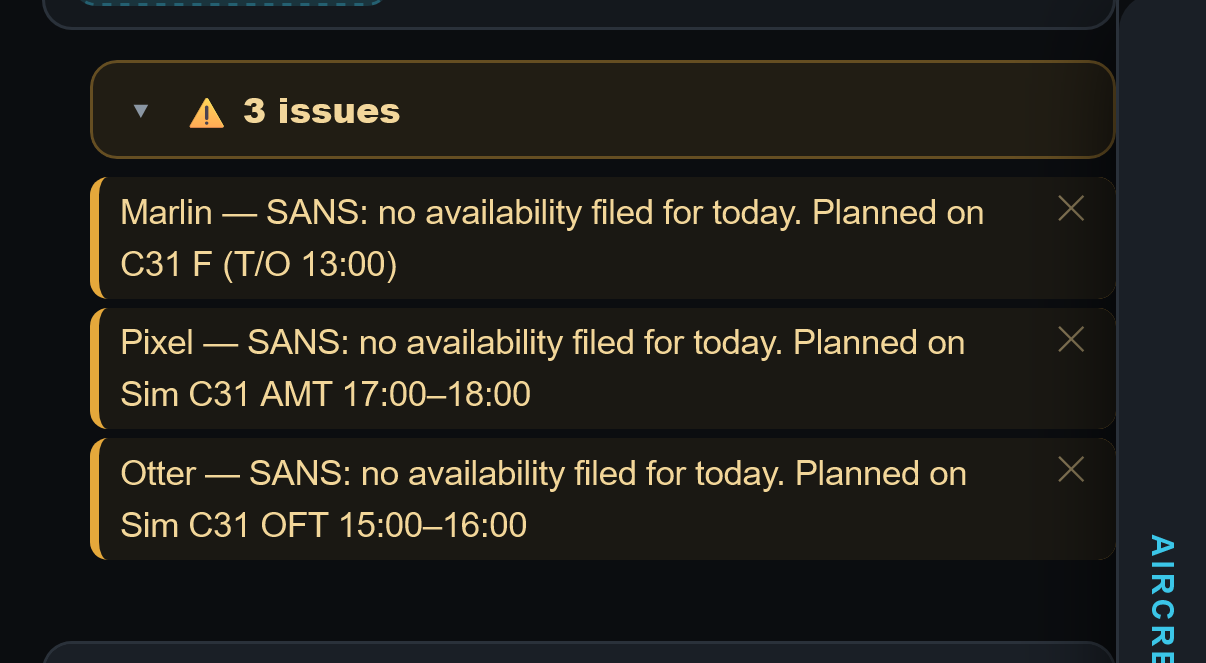 ▼ ⚠️ 3 issues
Marlin — SANS: no availability filed for today. Planned on
C31 F (T/O 13:00)
Pixel — SANS: no availability filed for today. Planned on
Sim C31 AMT 17:00–18:00
Otter — SANS: no availability filed for today. Planned on
Sim C31 OFT 15:00–16:00
AIRCRE